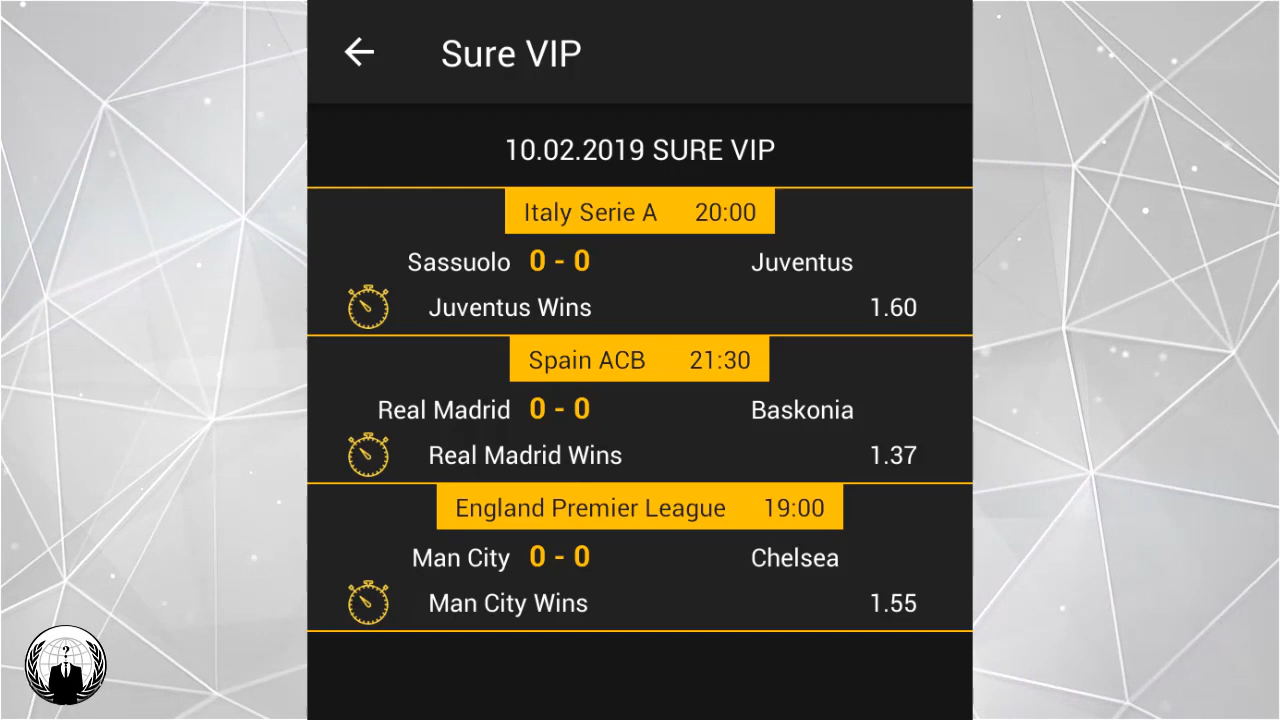 Sure VIP
10.02.2019 SURE VIP
Italy Serie A 20:00
Sassuolo 0 - 0 Juventus
Juventus Wins 1.60
Spain ACB 21:30
Real Madrid 0 - 0 Baskonia
Real Madrid Wins 1.37
England Premier League 19:00
Man City 0 - 0 Chelsea
Man City Wins 1.55
?